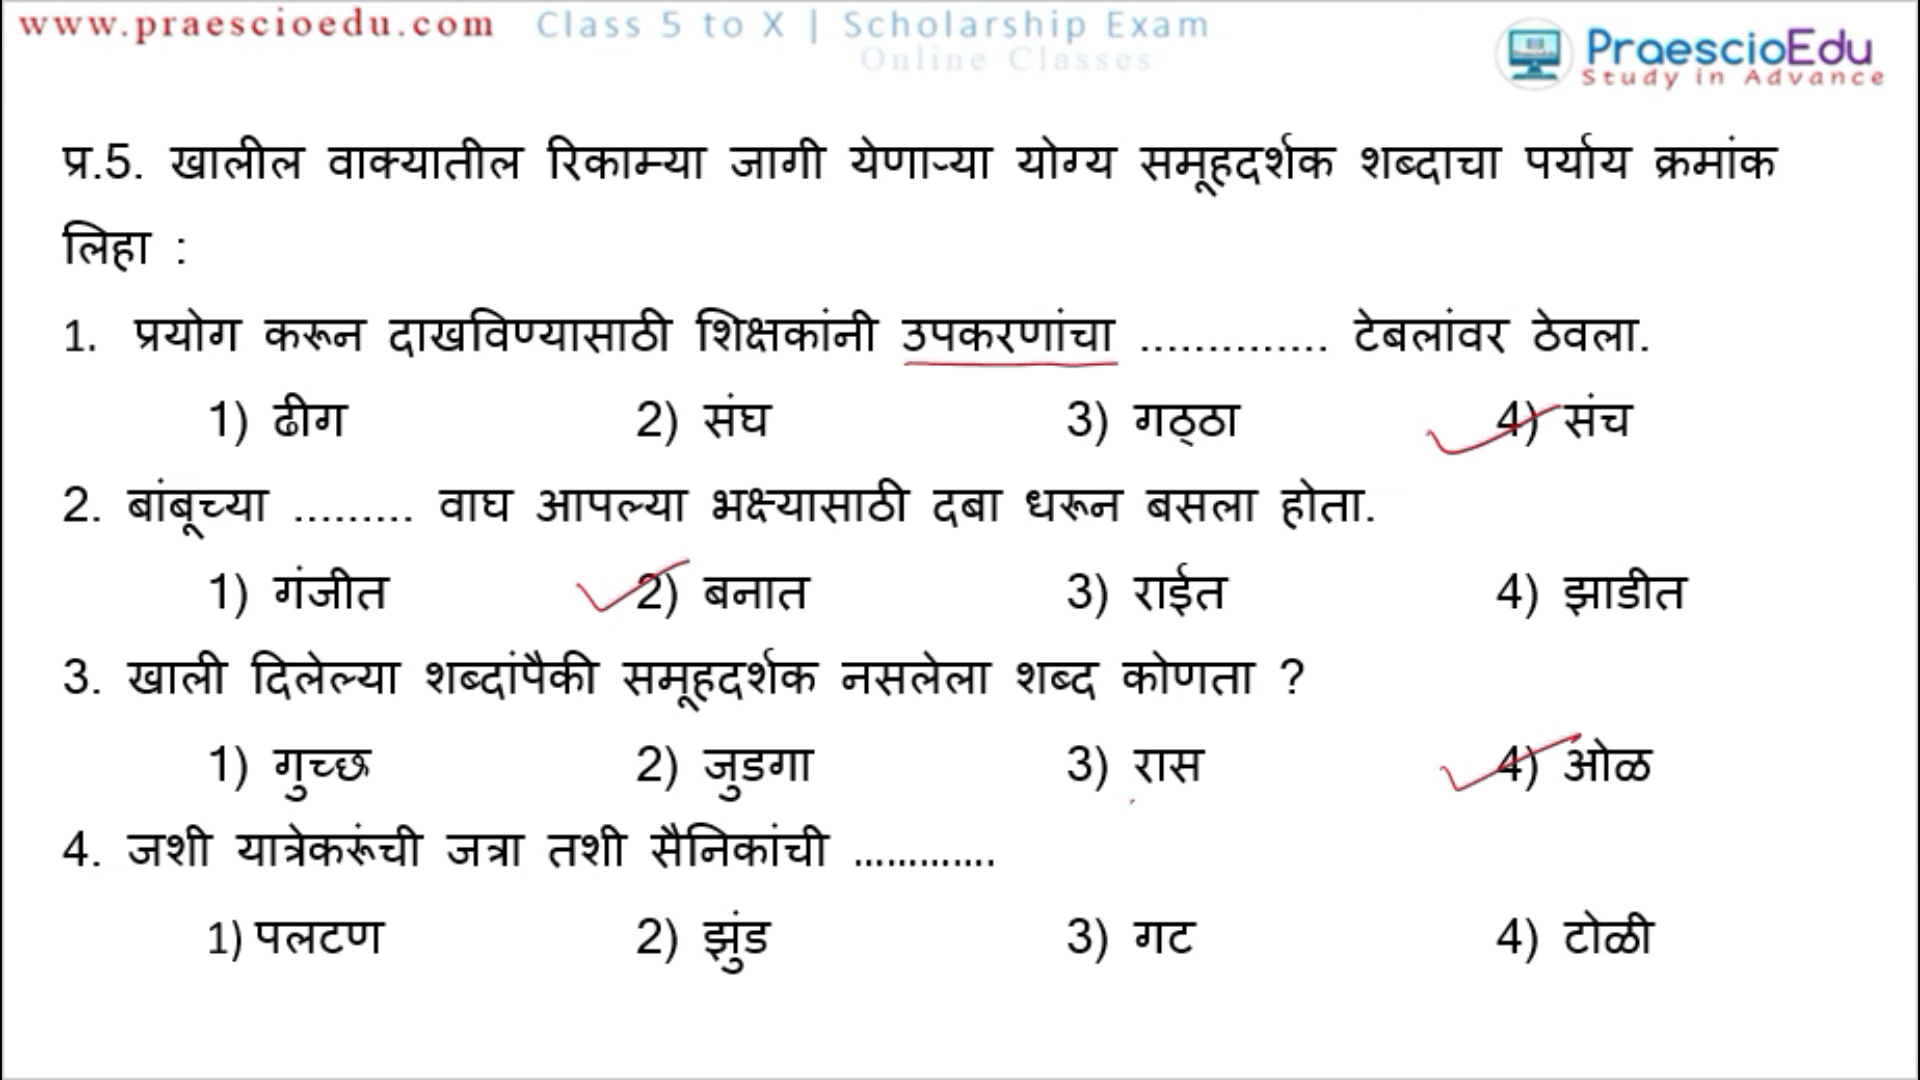 www.praescioedu.com Class 5 to X | Scholarship Exam
Online Classes
PraescioEdu
Study in Advance
प्र.5. खालील वाक्यातील रिकाम्या जागी येणाऱ्या योग्य समूहदर्शक शब्दाचा पर्याय क्रमांक
लिहा :
1. प्रयोग करून दाखविण्यासाठी शिक्षकांनी उपकरणांचा .............. टेबलांवर ठेवला.
1) ढीग 2) संघ 3) गठ्ठा 4) संच
2. बांबूच्या ......... वाघ आपल्या भक्ष्यासाठी दबा धरून बसला होता.
1) गंजीत 2) बनात 3) राईत 4) झाडीत
3. खाली दिलेल्या शब्दांपैकी समूहदर्शक नसलेला शब्द कोणता ?
1) गुच्छ 2) जुडगा 3) रास 4) ओळ
4. जशी यात्रेकरूंची जत्रा तशी सैनिकांची .............
1) पलटण 2) झुंड 3) गट 4) टोळी